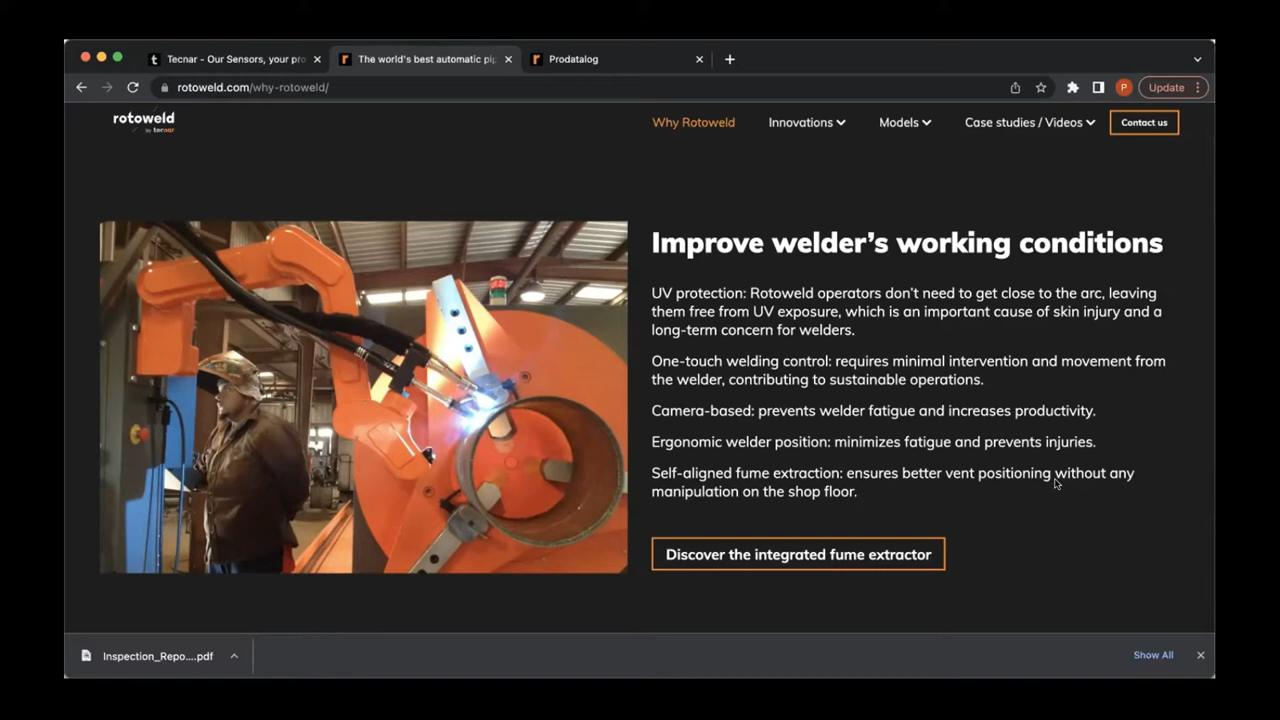 Tecnar - Our Sensors, your pro
The world's best automatic pip
Prodatalog
rotoweld.com/why-rotoweld/
P
Update
rotoweld
by tecnar
Why Rotoweld
Innovations
Models
Case studies / Videos
Contact us
Improve welder's working conditions
UV protection: Rotoweld operators don't need to get close to the arc, leaving
them free from UV exposure, which is an important cause of skin injury and a
long-term concern for welders.
One-touch welding control: requires minimal intervention and movement from
the welder, contributing to sustainable operations.
Camera-based: prevents welder fatigue and increases productivity.
Ergonomic welder position: minimizes fatigue and prevents injuries.
Self-aligned fume extraction: ensures better vent positioning without any
manipulation on the shop floor.
Discover the integrated fume extractor
Inspection_Repo....pdf
Show All